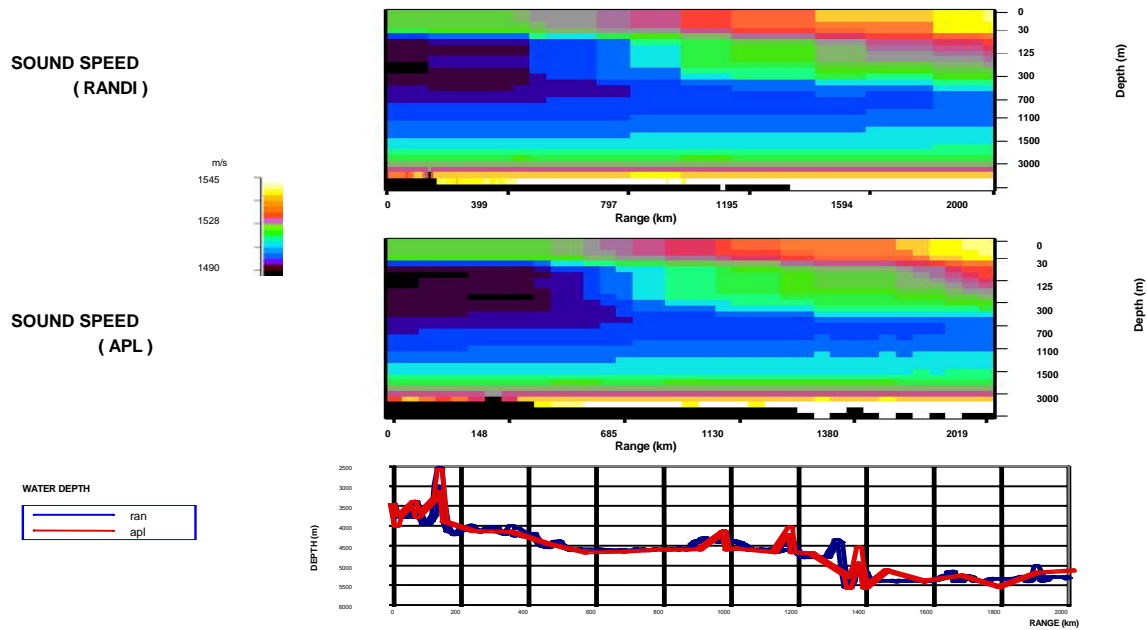 SOUND SPEED
( RANDI )
m/s
1545
1528
1490
0
30
125
300
700
1100
1500
3000
Depth (m)
0 399 797 1195 1594 2000
Range (km)
SOUND SPEED
( APL )
0
30
125
300
700
1100
1500
3000
Depth (m)
0 148 685 1130 1380 2019
Range (km)
WATER DEPTH
ran
apl
DEPTH (m)
2500
3000
3500
4000
4500
5000
5500
6000
0 200 400 600 800 1000 1200 1400 1600 1800 2000
RANGE (km)